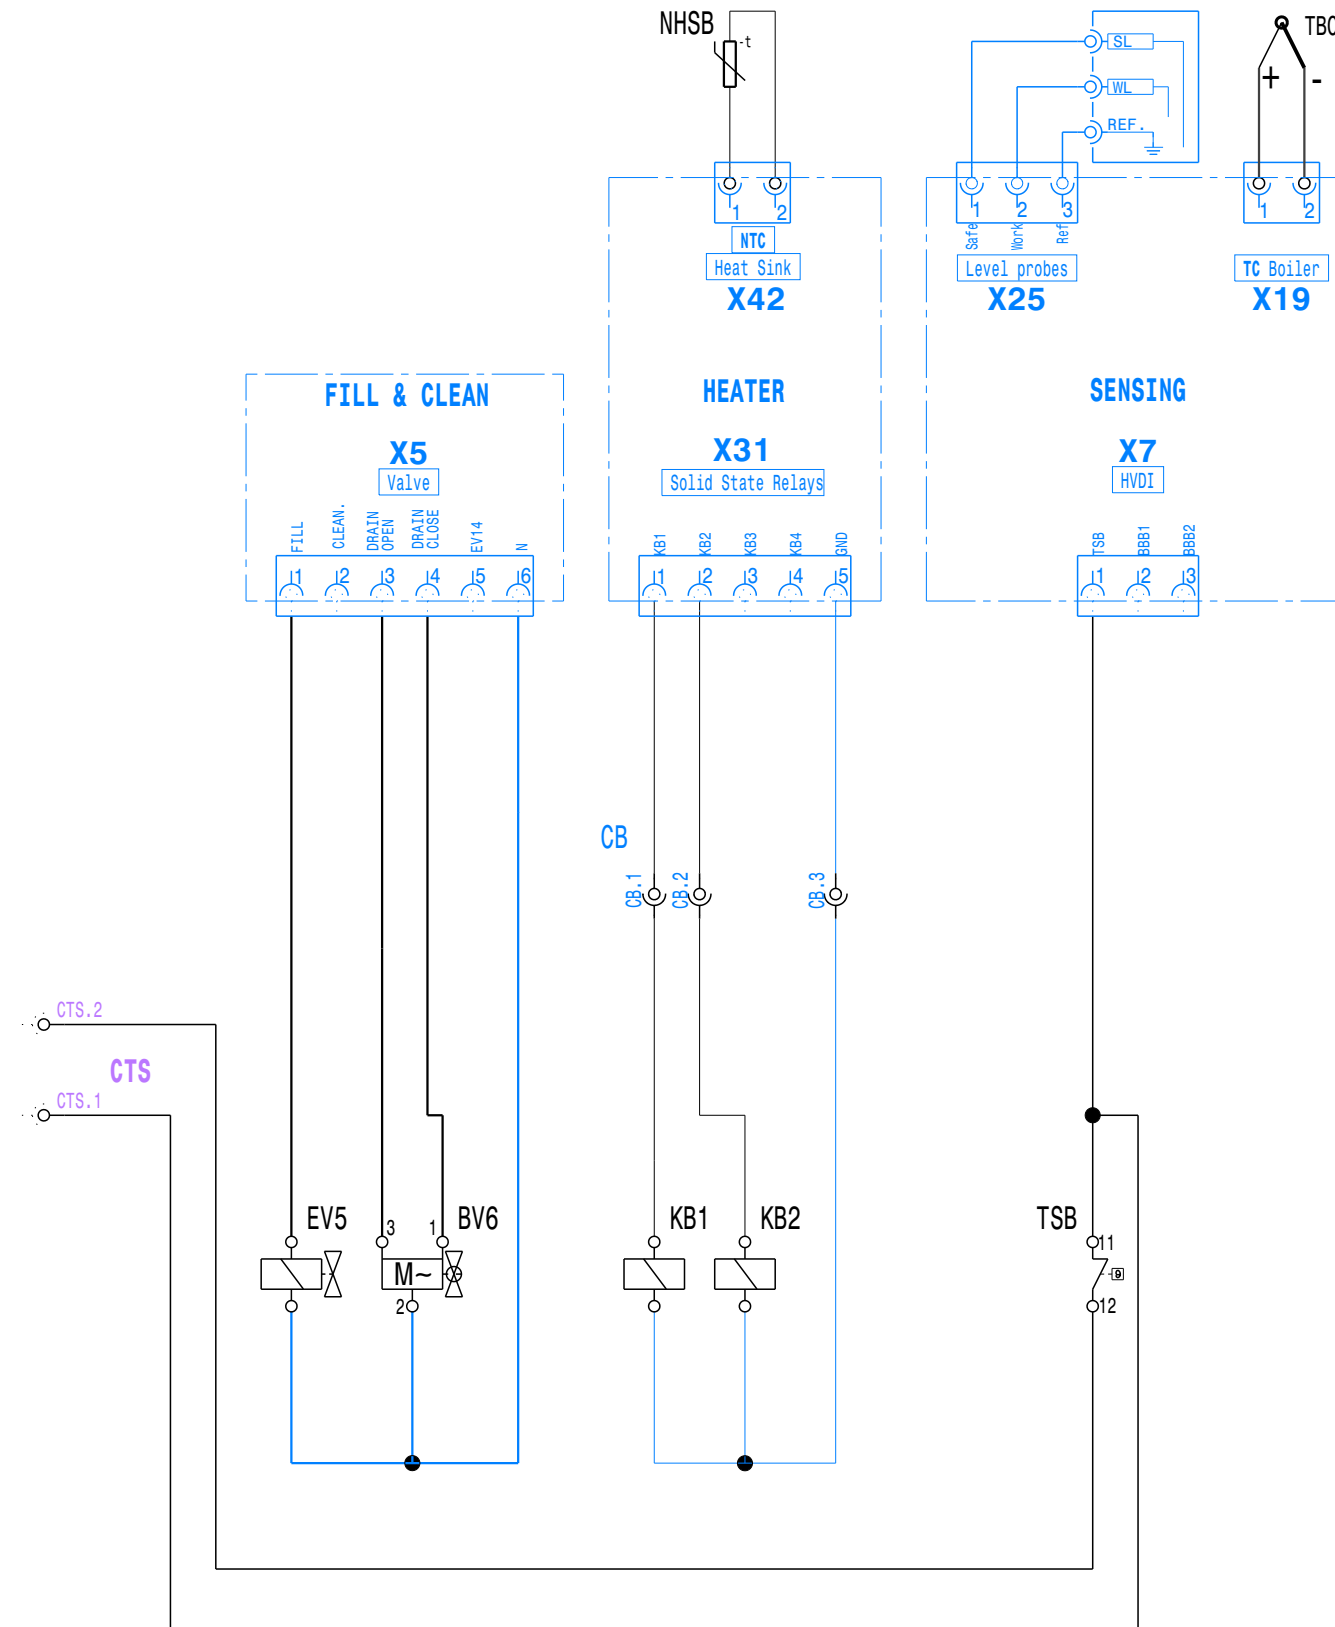 NHSB
-t
SL
WL
REF.
TBC
+
-
1 2
1 2 3
1 2
Safe
Work
Ref
NTC
Heat Sink
X42
Level probes
X25
TC Boiler
X19
FILL & CLEAN
HEATER
SENSING
X5
Valve
X31
Solid State Relays
X7
HVDI
FILL
CLEAN.
DRAIN
OPEN
DRAIN
CLOSE
EV14
N
KB1
KB2
KB3
KB4
GND
TSB
BBB1
BBB2
1 2 3 4 5 6
1 2 3 4 5
1 2 3
CB
CB.1
CB.2
CB.3
CTS.2
CTS
CTS.1
EV5
3
1
BV6
KB1
KB2
TSB
11
M~
2
12